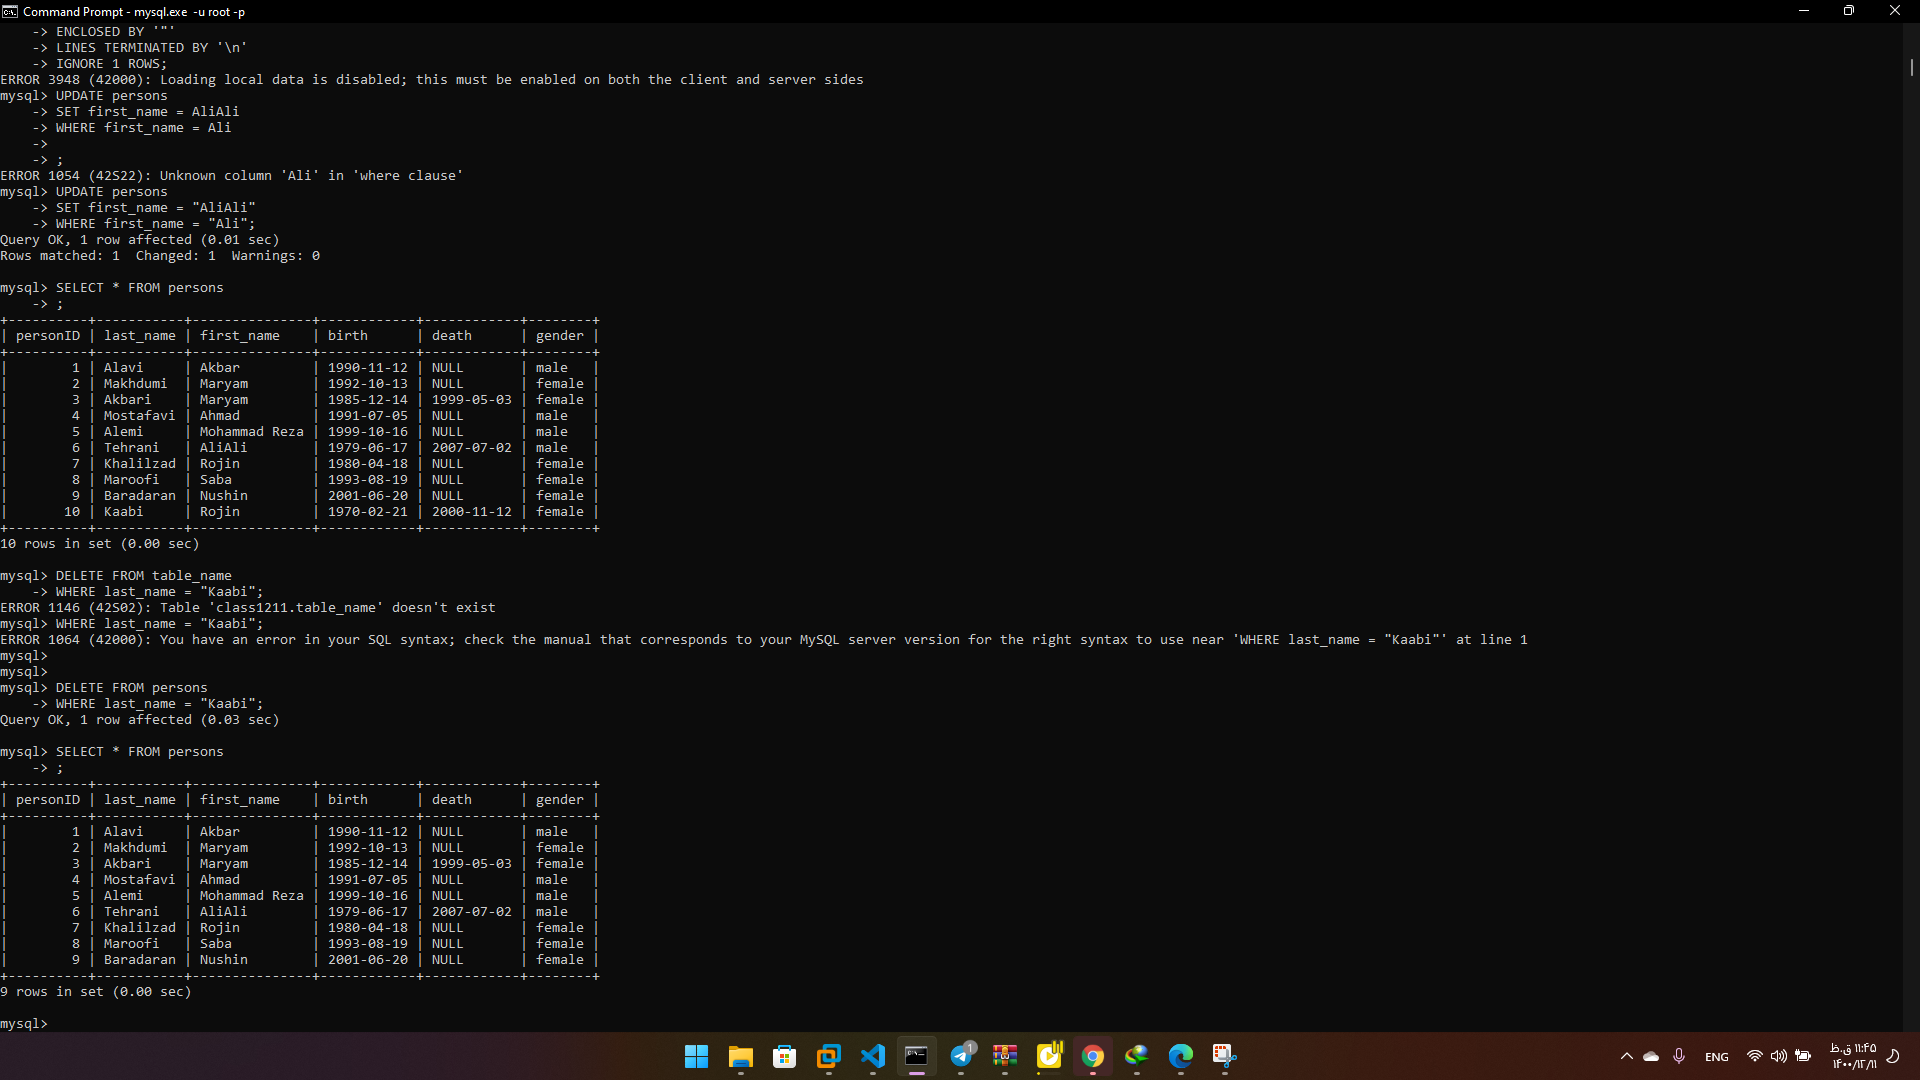 Command Prompt - mysql.exe -u root -p
    -> ENCLOSED BY '"'
    -> LINES TERMINATED BY '\n'
    -> IGNORE 1 ROWS;
ERROR 3948 (42000): Loading local data is disabled; this must be enabled on both the client and server sides
mysql> UPDATE persons
    -> SET first_name = AliAli
    -> WHERE first_name = Ali
    ->
    -> ;
ERROR 1054 (42S22): Unknown column 'Ali' in 'where clause'
mysql> UPDATE persons
    -> SET first_name = "AliAli"
    -> WHERE first_name = "Ali";
Query OK, 1 row affected (0.01 sec)
Rows matched: 1  Changed: 1  Warnings: 0
mysql> SELECT * FROM persons
    -> ;
+----------+-----------+---------------+------------+------------+--------+
| personID | last_name | first_name    | birth      | death      | gender |
+----------+-----------+---------------+------------+------------+--------+
|        1 | Alavi     | Akbar         | 1990-11-12 | NULL       | male   |
|        2 | Makhdumi  | Maryam        | 1992-10-13 | NULL       | female |
|        3 | Akbari    | Maryam        | 1985-12-14 | 1999-05-03 | female |
|        4 | Mostafavi | Ahmad         | 1991-07-05 | NULL       | male   |
|        5 | Alemi     | Mohammad Reza | 1999-10-16 | NULL       | male   |
|        6 | Tehrani   | AliAli        | 1979-06-17 | 2007-07-02 | male   |
|        7 | Khalilzad | Rojin         | 1980-04-18 | NULL       | female |
|        8 | Maroofi   | Saba          | 1993-08-19 | NULL       | female |
|        9 | Baradaran | Nushin        | 2001-06-20 | NULL       | female |
|       10 | Kaabi     | Rojin         | 1970-02-21 | 2000-11-12 | female |
+----------+-----------+---------------+------------+------------+--------+
10 rows in set (0.00 sec)
mysql> DELETE FROM table_name
    -> WHERE last_name = "Kaabi";
ERROR 1146 (42S02): Table 'class1211.table_name' doesn't exist
mysql> WHERE last_name = "Kaabi";
ERROR 1064 (42000): You have an error in your SQL syntax; check the manual that corresponds to your MySQL server version for the right syntax to use near 'WHERE last_name = "Kaabi"' at line 1
mysql>
mysql>
mysql> DELETE FROM persons
    -> WHERE last_name = "Kaabi";
Query OK, 1 row affected (0.03 sec)
mysql> SELECT * FROM persons
    -> ;
+----------+-----------+---------------+------------+------------+--------+
| personID | last_name | first_name    | birth      | death      | gender |
+----------+-----------+---------------+------------+------------+--------+
|        1 | Alavi     | Akbar         | 1990-11-12 | NULL       | male   |
|        2 | Makhdumi  | Maryam        | 1992-10-13 | NULL       | female |
|        3 | Akbari    | Maryam        | 1985-12-14 | 1999-05-03 | female |
|        4 | Mostafavi | Ahmad         | 1991-07-05 | NULL       | male   |
|        5 | Alemi     | Mohammad Reza | 1999-10-16 | NULL       | male   |
|        6 | Tehrani   | AliAli        | 1979-06-17 | 2007-07-02 | male   |
|        7 | Khalilzad | Rojin         | 1980-04-18 | NULL       | female |
|        8 | Maroofi   | Saba          | 1993-08-19 | NULL       | female |
|        9 | Baradaran | Nushin        | 2001-06-20 | NULL       | female |
+----------+-----------+---------------+------------+------------+--------+
9 rows in set (0.00 sec)
mysql>
1
ENG
۱۱:۴۵ ق.ظ
۱۴۰۰/۱۲/۱۱